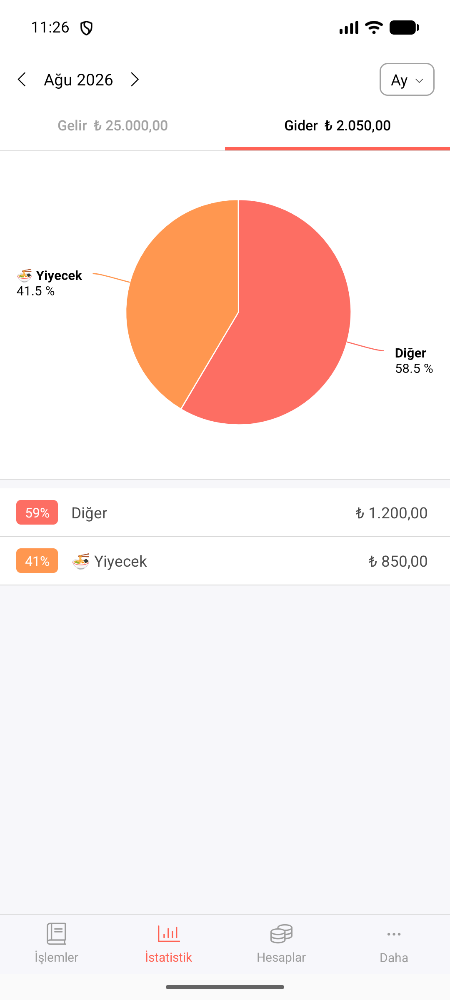 11:26
Ağu 2026
Ay
Gelir ₺ 25.000,00
Gider ₺ 2.050,00
Yiyecek
41.5 %
Diğer
58.5 %
59% Diğer ₺ 1.200,00
41% Yiyecek ₺ 850,00
İşlemler
İstatistik
Hesaplar
Daha